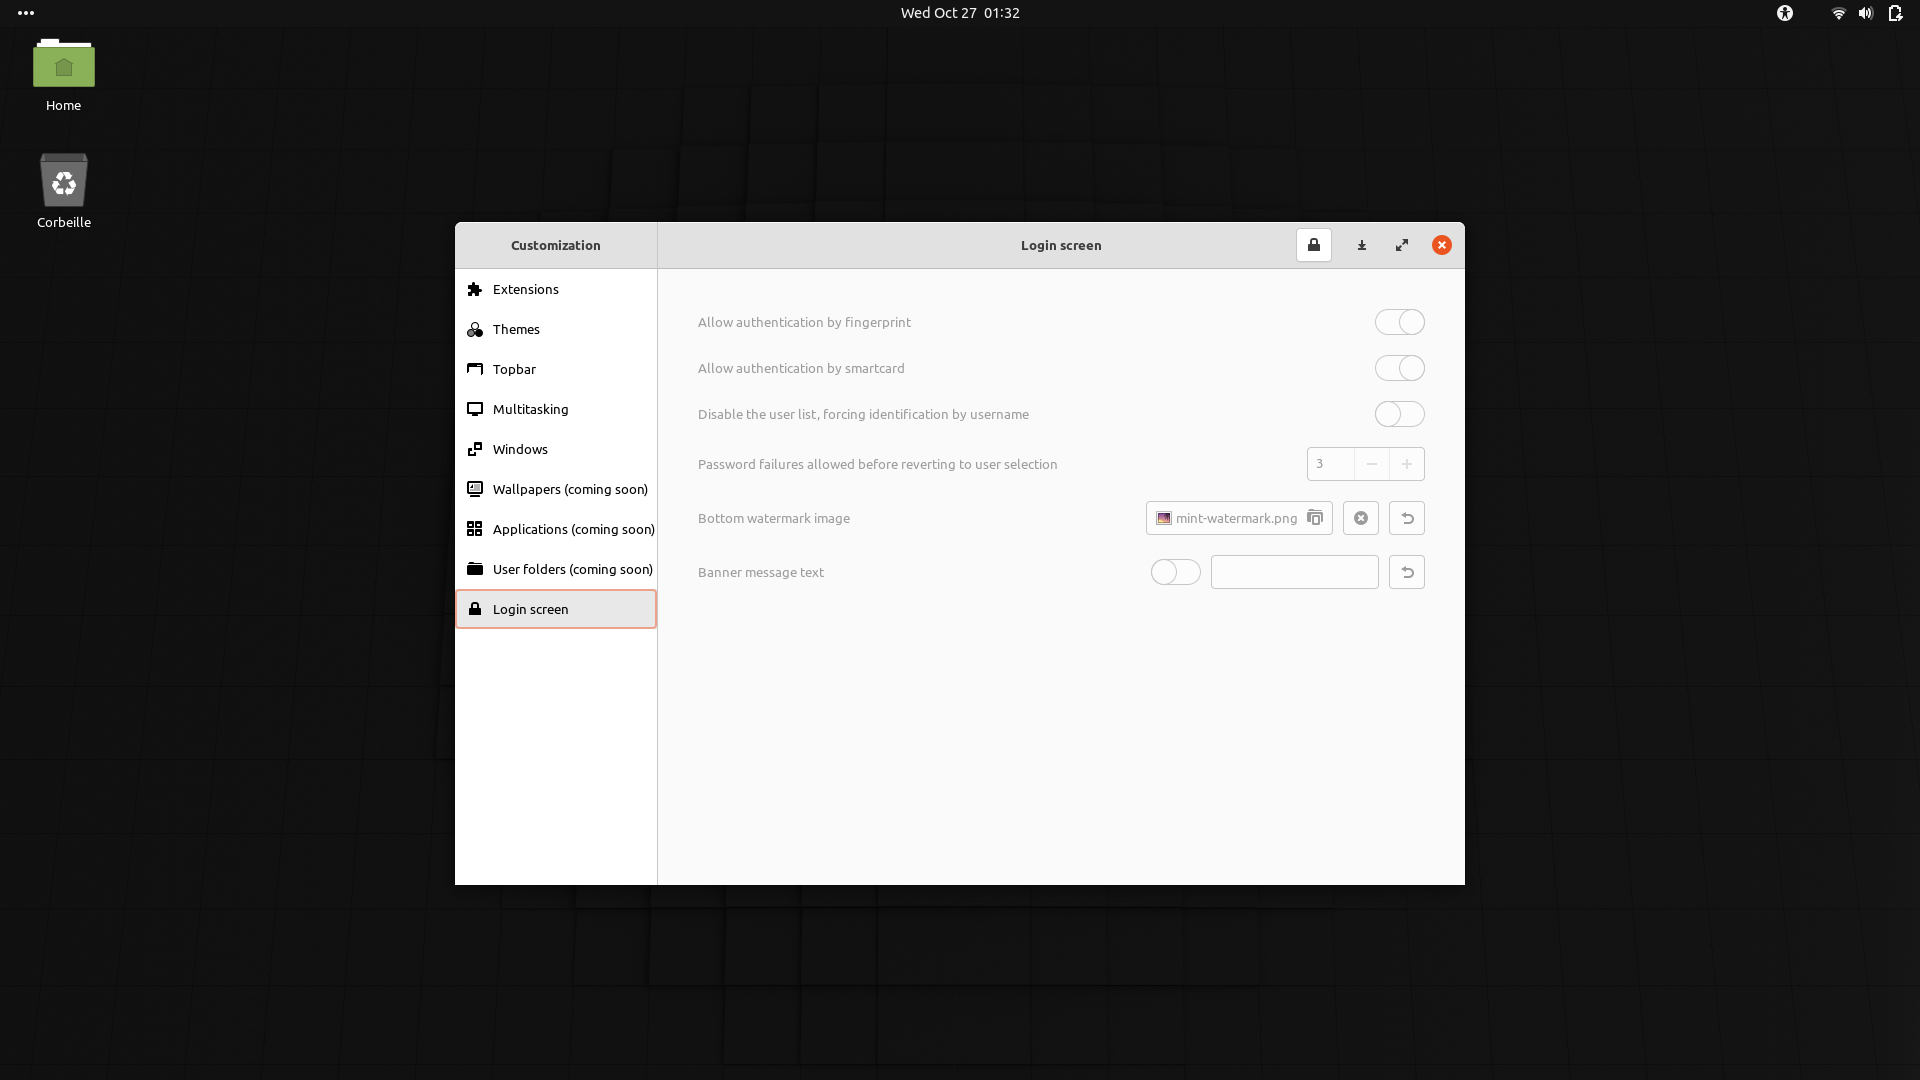 Wed Oct 27 01:32
Home
Corbeille
Customization
Login screen
Extensions
Themes
Topbar
Multitasking
Windows
Wallpapers (coming soon)
Applications (coming soon)
User folders (coming soon)
Login screen
Allow authentication by fingerprint
Allow authentication by smartcard
Disable the user list, forcing identification by username
Password failures allowed before reverting to user selection 3
Bottom watermark image mint-watermark.png
Banner message text